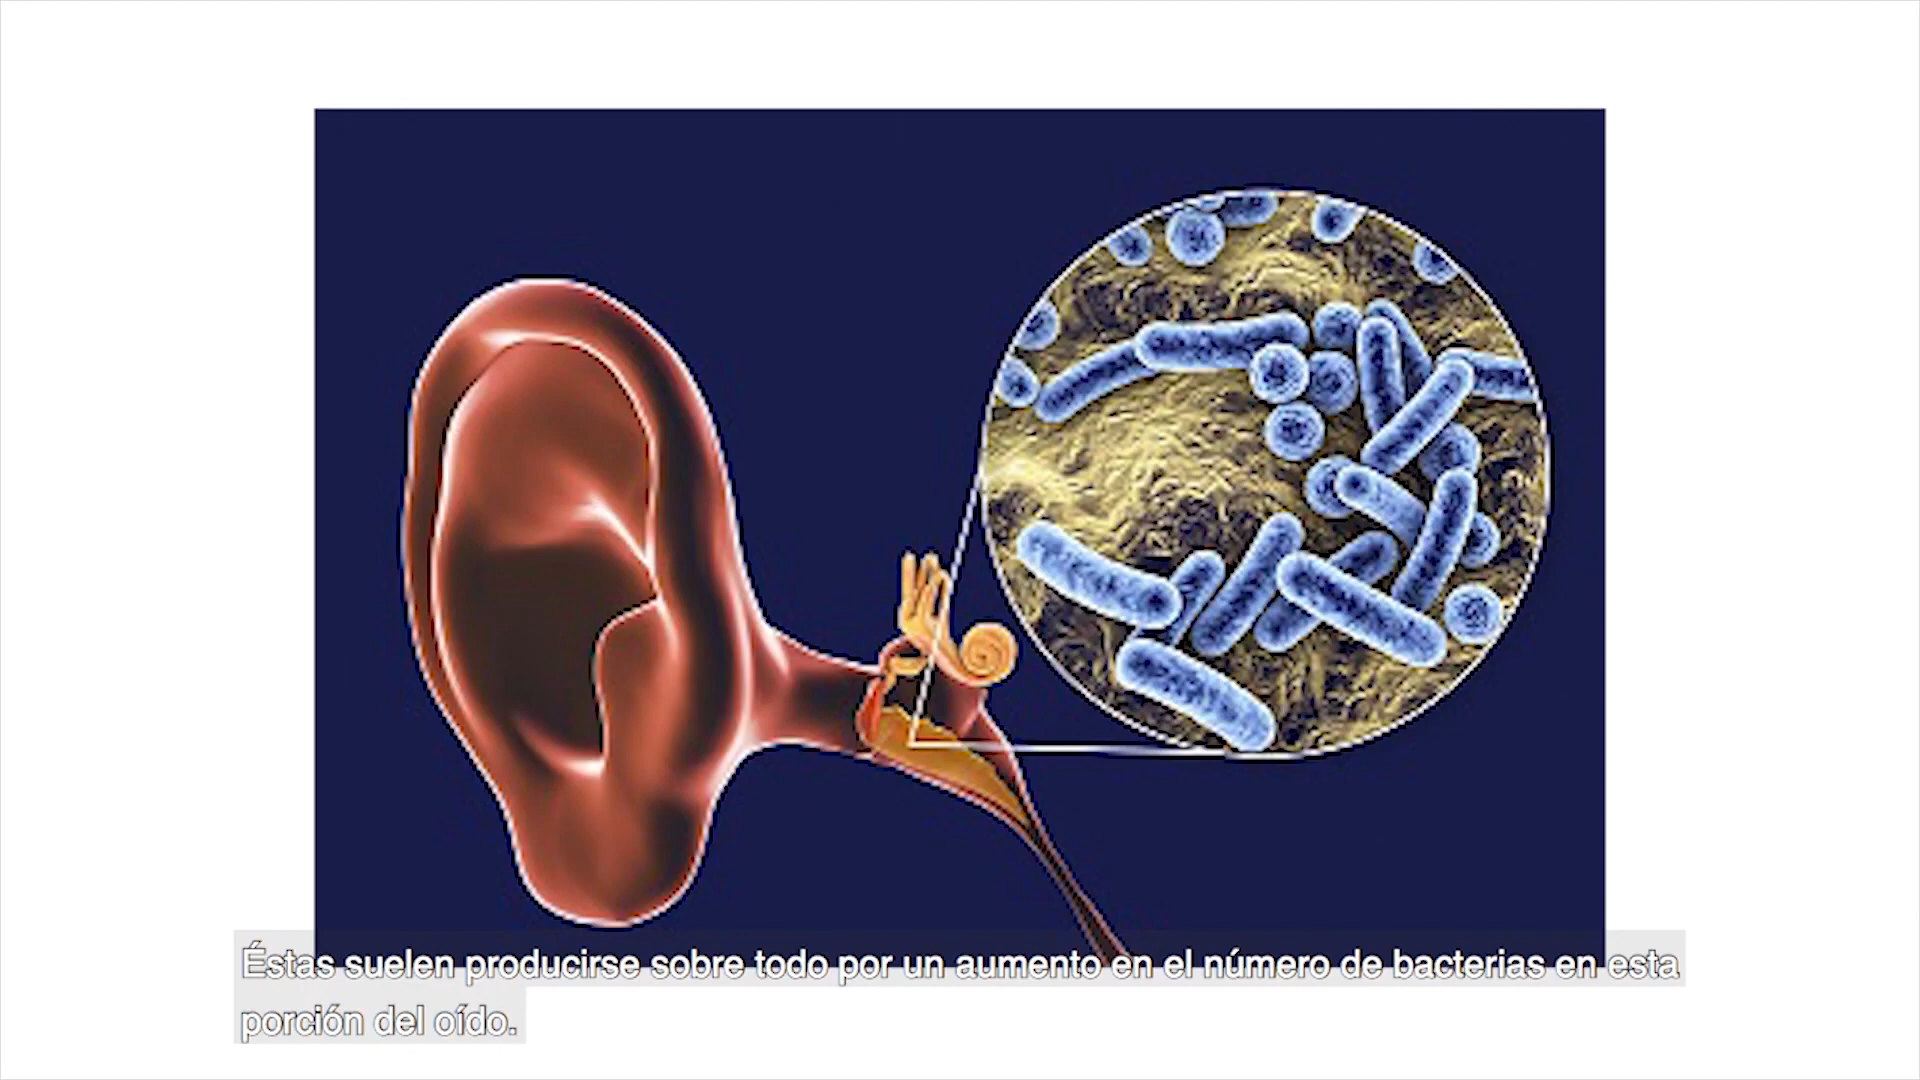 Éstas suelen producirse sobre todo por un aumento en el número de bacterias en esta
porción del oído.